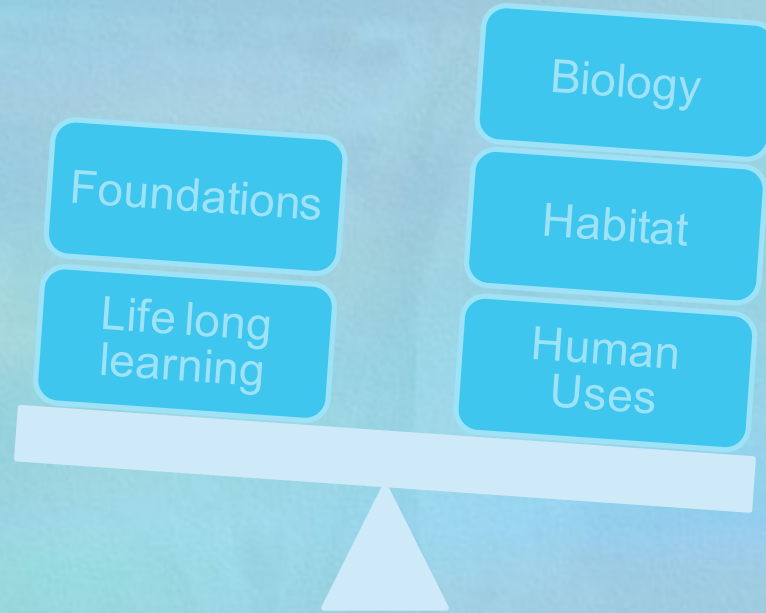 Foundations
Life long
learning
Biology
Habitat
Human
Uses